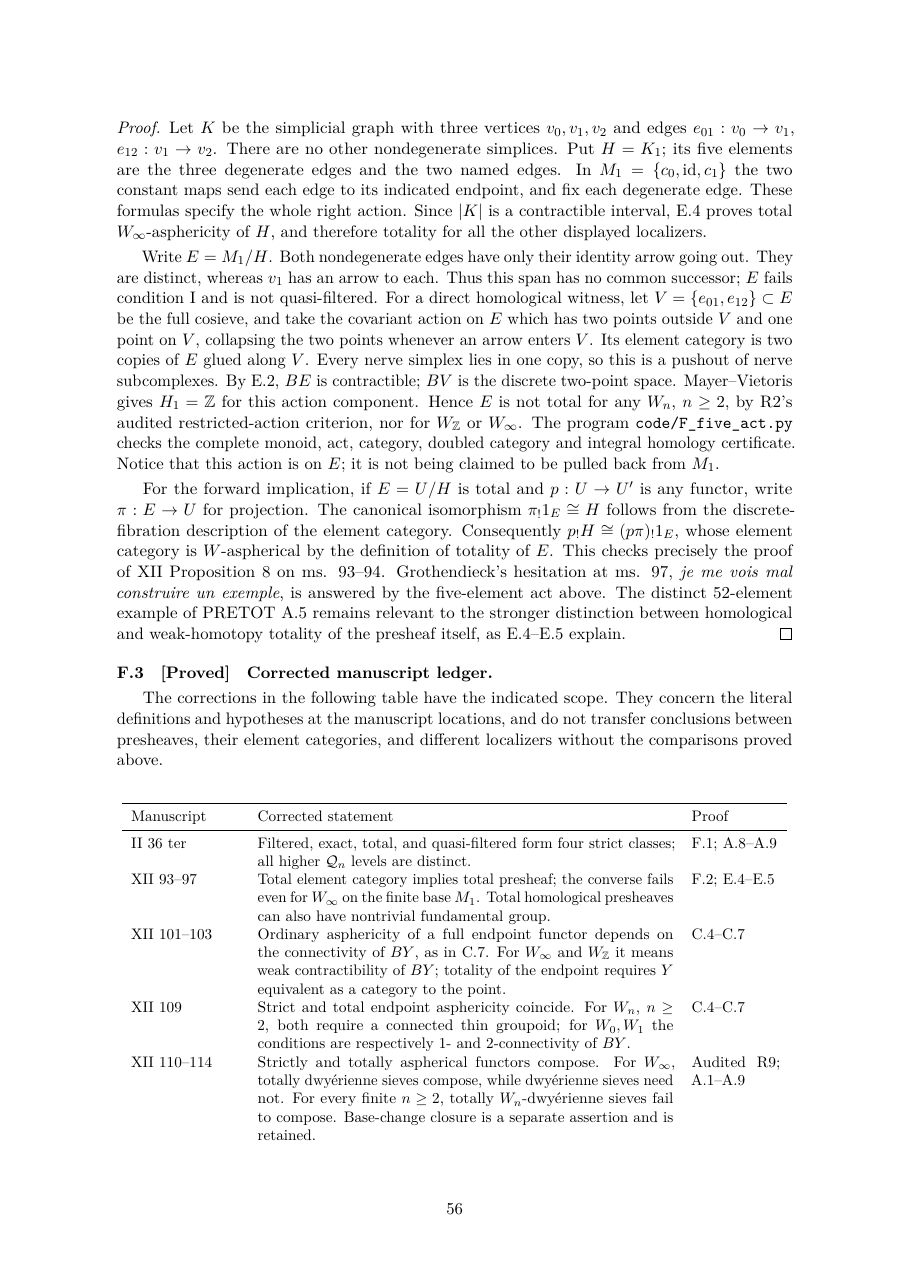 Proof. Let K be the simplicial graph with three vertices v₀, v₁, v₂ and edges e₀₁ : v₀ → v₁,
e₁₂ : v₁ → v₂. There are no other nondegenerate simplices. Put H = K₁; its five elements
are the three degenerate edges and the two named edges. In M₁ = {c₀, id, c₁} the two
constant maps send each edge to its indicated endpoint, and fix each degenerate edge. These
formulas specify the whole right action. Since |K| is a contractible interval, E.4 proves total
W∞-asphericity of H, and therefore totality for all the other displayed localizers.
Write E = M₁/H. Both nondegenerate edges have only their identity arrow going out. They
are distinct, whereas v₁ has an arrow to each. Thus this span has no common successor; E fails
condition I and is not quasi-filtered. For a direct homological witness, let V = {e₀₁, e₁₂} ⊂ E
be the full cosieve, and take the covariant action on E which has two points outside V and one
point on V, collapsing the two points whenever an arrow enters V. Its element category is two
copies of E glued along V. Every nerve simplex lies in one copy, so this is a pushout of nerve
subcomplexes. By E.2, BE is contractible; BV is the discrete two-point space. Mayer–Vietoris
gives H₁ = ℤ for this action component. Hence E is not total for any Wₙ, n ≥ 2, by R2's
audited restricted-action criterion, nor for W_ℤ or W∞. The program code/F_five_act.py
checks the complete monoid, act, category, doubled category and integral homology certificate.
Notice that this action is on E; it is not being claimed to be pulled back from M₁.
For the forward implication, if E = U/H is total and p : U → U′ is any functor, write
π : E → U for projection. The canonical isomorphism π₍!₎1_E ≅ H follows from the discrete-
fibration description of the element category. Consequently p_!H ≅ (pπ)_!1_E, whose element
category is W-aspherical by the definition of totality of E. This checks precisely the proof
of XII Proposition 8 on ms. 93–94. Grothendieck's hesitation at ms. 97, je me vois mal
construire un exemple, is answered by the five-element act above. The distinct 52-element
example of PRETOT A.5 remains relevant to the stronger distinction between homological
and weak-homotopy totality of the presheaf itself, as E.4–E.5 explain. □
F.3 [Proved] Corrected manuscript ledger.
The corrections in the following table have the indicated scope. They concern the literal
definitions and hypotheses at the manuscript locations, and do not transfer conclusions between
presheaves, their element categories, and different localizers without the comparisons proved
above.
Manuscript Corrected statement Proof
II 36 ter Filtered, exact, total, and quasi-filtered form four strict classes; F.1; A.8–A.9
all higher 𝒬ₙ levels are distinct.
XII 93–97 Total element category implies total presheaf; the converse fails F.2; E.4–E.5
even for W∞ on the finite base M₁. Total homological presheaves
can also have nontrivial fundamental group.
XII 101–103 Ordinary asphericity of a full endpoint functor depends on C.4–C.7
the connectivity of BY, as in C.7. For W∞ and W_ℤ it means
weak contractibility of BY; totality of the endpoint requires Y
equivalent as a category to the point.
XII 109 Strict and total endpoint asphericity coincide. For Wₙ, n ≥ C.4–C.7
2, both require a connected thin groupoid; for W₀, W₁ the
conditions are respectively 1- and 2-connectivity of BY.
XII 110–114 Strictly and totally aspherical functors compose. For W∞, Audited R9;
totally dwyérienne sieves compose, while dwyérienne sieves need A.1–A.9
not. For every finite n ≥ 2, totally Wₙ-dwyérienne sieves fail
to compose. Base-change closure is a separate assertion and is
retained.
56